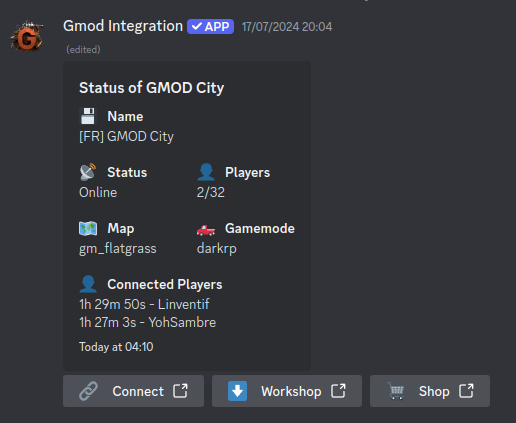 Gmod Integration ✓ APP 17/07/2024 20:04
(edited)
Status of GMOD City
Name
[FR] GMOD City
Status Players
Online 2/32
Map Gamemode
gm_flatgrass darkrp
Connected Players
1h 29m 50s - Linventif
1h 27m 3s - YohSambre
Today at 04:10
Connect Workshop Shop